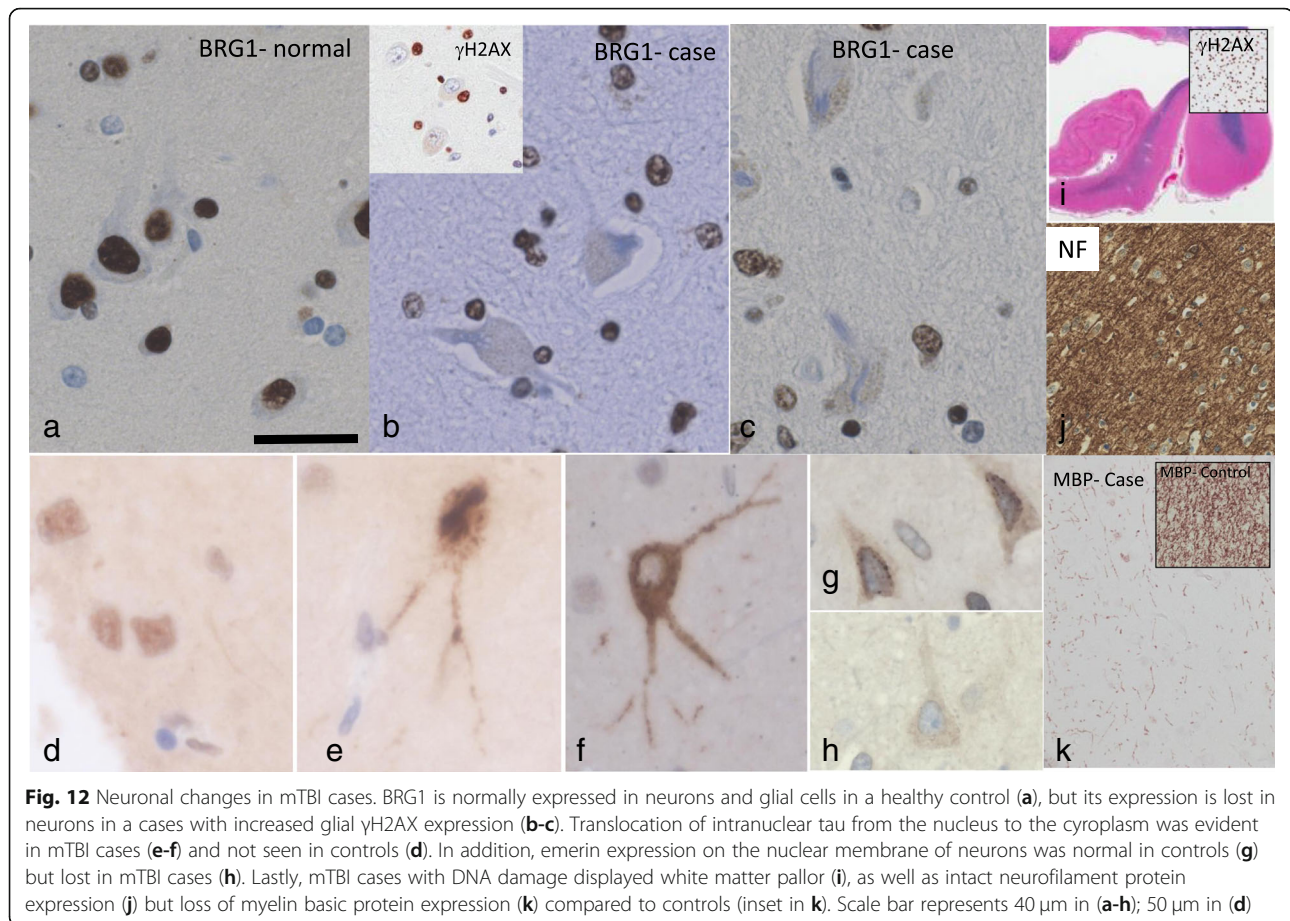 BRG1- normal
γH2AX
BRG1- case
BRG1- case
γH2AX
i
NF
a
b
c
j
MBP- Case
MBP- Control
g
d
e
f
h
k
Fig. 12 Neuronal changes in mTBI cases. BRG1 is normally expressed in neurons and glial cells in a healthy control (a), but its expression is lost in
neurons in a cases with increased glial γH2AX expression (b-c). Translocation of intranuclear tau from the nucleus to the cyroplasm was evident
in mTBI cases (e-f) and not seen in controls (d). In addition, emerin expression on the nuclear membrane of neurons was normal in controls (g)
but lost in mTBI cases (h). Lastly, mTBI cases with DNA damage displayed white matter pallor (i), as well as intact neurofilament protein
expression (j) but loss of myelin basic protein expression (k) compared to controls (inset in k). Scale bar represents 40 μm in (a-h); 50 μm in (d)